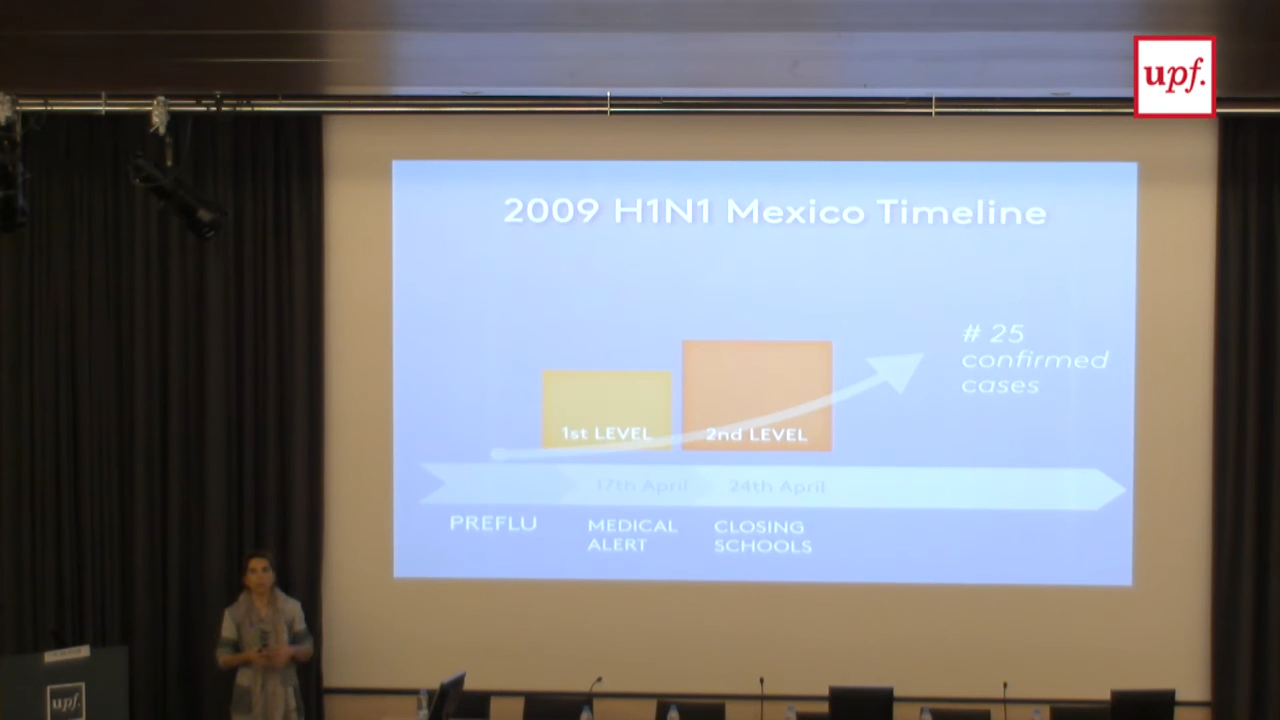 upf.
2009 H1N1 Mexico Timeline
# 25
confirmed
cases
1st LEVEL
2nd LEVEL
17th April
24th April
PREFLU
MEDICAL
ALERT
CLOSING
SCHOOLS
upf.